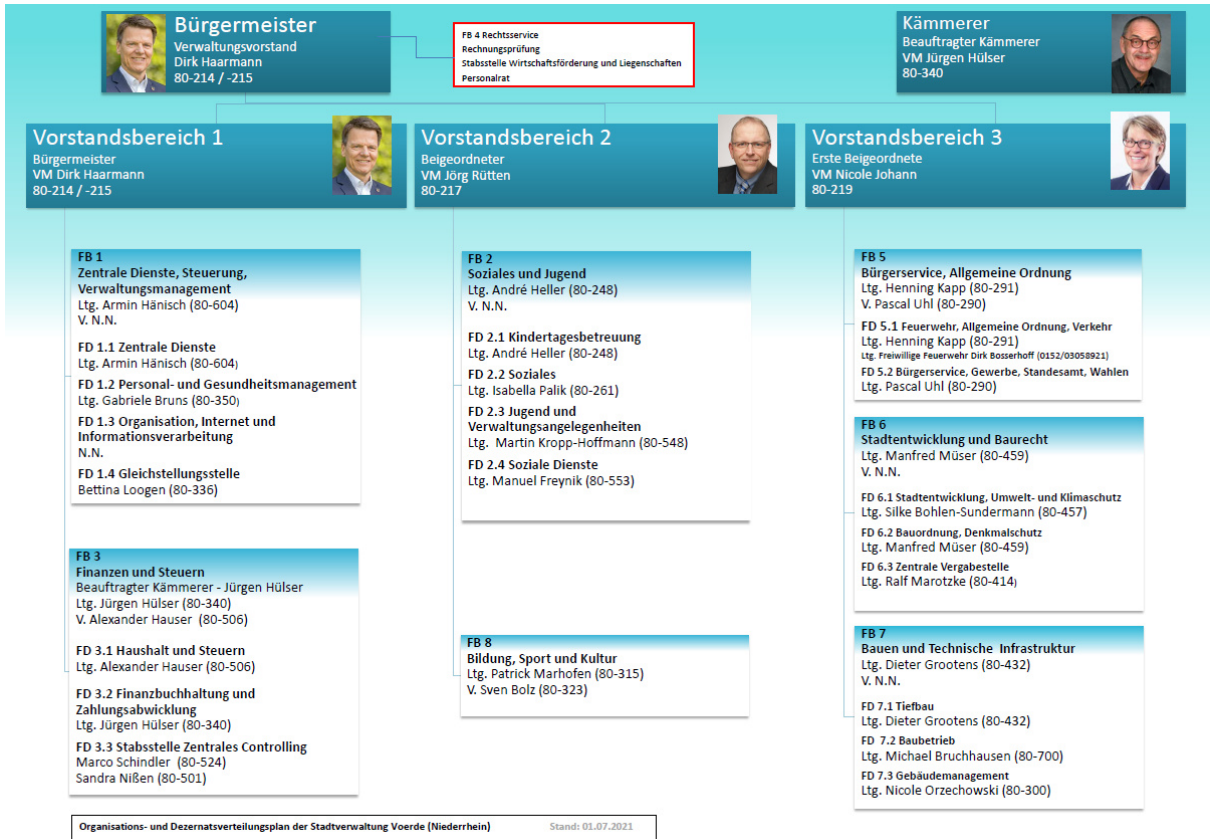 Bürgermeister
Verwaltungsvorstand
Dirk Haarmann
80-214 / -215
FB 4 Rechtsservice
Rechnungsprüfung
Stabsstelle Wirtschaftsförderung und Liegenschaften
Personalrat
Kämmerer
Beauftragter Kämmerer
VM Jürgen Hülser
80-340
Vorstandsbereich 1
Bürgermeister
VM Dirk Haarmann
80-214 / -215
Vorstandsbereich 2
Beigeordneter
VM Jörg Rütten
80-217
Vorstandsbereich 3
Erste Beigeordnete
VM Nicole Johann
80-219
FB 1
Zentrale Dienste, Steuerung,
Verwaltungsmanagement
Ltg. Armin Hänisch (80-604)
V. N.N.
FD 1.1 Zentrale Dienste
Ltg. Armin Hänisch (80-604)
FD 1.2 Personal- und Gesundheitsmanagement
Ltg. Gabriele Bruns (80-350)
FD 1.3 Organisation, Internet und
Informationsverarbeitung
N.N.
FD 1.4 Gleichstellungsstelle
Bettina Loogen (80-336)
FB 3
Finanzen und Steuern
Beauftragter Kämmerer - Jürgen Hülser
Ltg. Jürgen Hülser (80-340)
V. Alexander Hauser (80-506)
FD 3.1 Haushalt und Steuern
Ltg. Alexander Hauser (80-506)
FD 3.2 Finanzbuchhaltung und
Zahlungsabwicklung
Ltg. Jürgen Hülser (80-340)
FD 3.3 Stabsstelle Zentrales Controlling
Marco Schindler (80-524)
Sandra Nißen (80-501)
FB 2
Soziales und Jugend
Ltg. André Heller (80-248)
V. N.N.
FD 2.1 Kindertagesbetreuung
Ltg. André Heller (80-248)
FD 2.2 Soziales
Ltg. Isabella Palik (80-261)
FD 2.3 Jugend und
Verwaltungsangelegenheiten
Ltg. Martin Kropp-Hoffmann (80-548)
FD 2.4 Soziale Dienste
Ltg. Manuel Freynik (80-553)
FB 8
Bildung, Sport und Kultur
Ltg. Patrick Marhofen (80-315)
V. Sven Bolz (80-323)
FB 5
Bürgerservice, Allgemeine Ordnung
Ltg. Henning Kapp (80-291)
V. Pascal Uhl (80-290)
FD 5.1 Feuerwehr, Allgemeine Ordnung, Verkehr
Ltg. Henning Kapp (80-291)
Ltg. Freiwillige Feuerwehr Dirk Bosserhoff (0152/03058921)
FD 5.2 Bürgerservice, Gewerbe, Standesamt, Wahlen
Ltg. Pascal Uhl (80-290)
FB 6
Stadtentwicklung und Baurecht
Ltg. Manfred Müser (80-459)
V. N.N.
FD 6.1 Stadtentwicklung, Umwelt- und Klimaschutz
Ltg. Silke Bohlen-Sundermann (80-457)
FD 6.2 Bauordnung, Denkmalschutz
Ltg. Manfred Müser (80-459)
FD 6.3 Zentrale Vergabestelle
Ltg. Ralf Marotzke (80-414)
FB 7
Bauen und Technische Infrastruktur
Ltg. Dieter Grootens (80-432)
V. N.N.
FD 7.1 Tiefbau
Ltg. Dieter Grootens (80-432)
FD 7.2 Baubetrieb
Ltg. Michael Bruchhausen (80-700)
FD 7.3 Gebäudemanagement
Ltg. Nicole Orzechowski (80-300)
Organisations- und Dezernatsverteilungsplan der Stadtverwaltung Voerde (Niederrhein) Stand: 01.07.2021